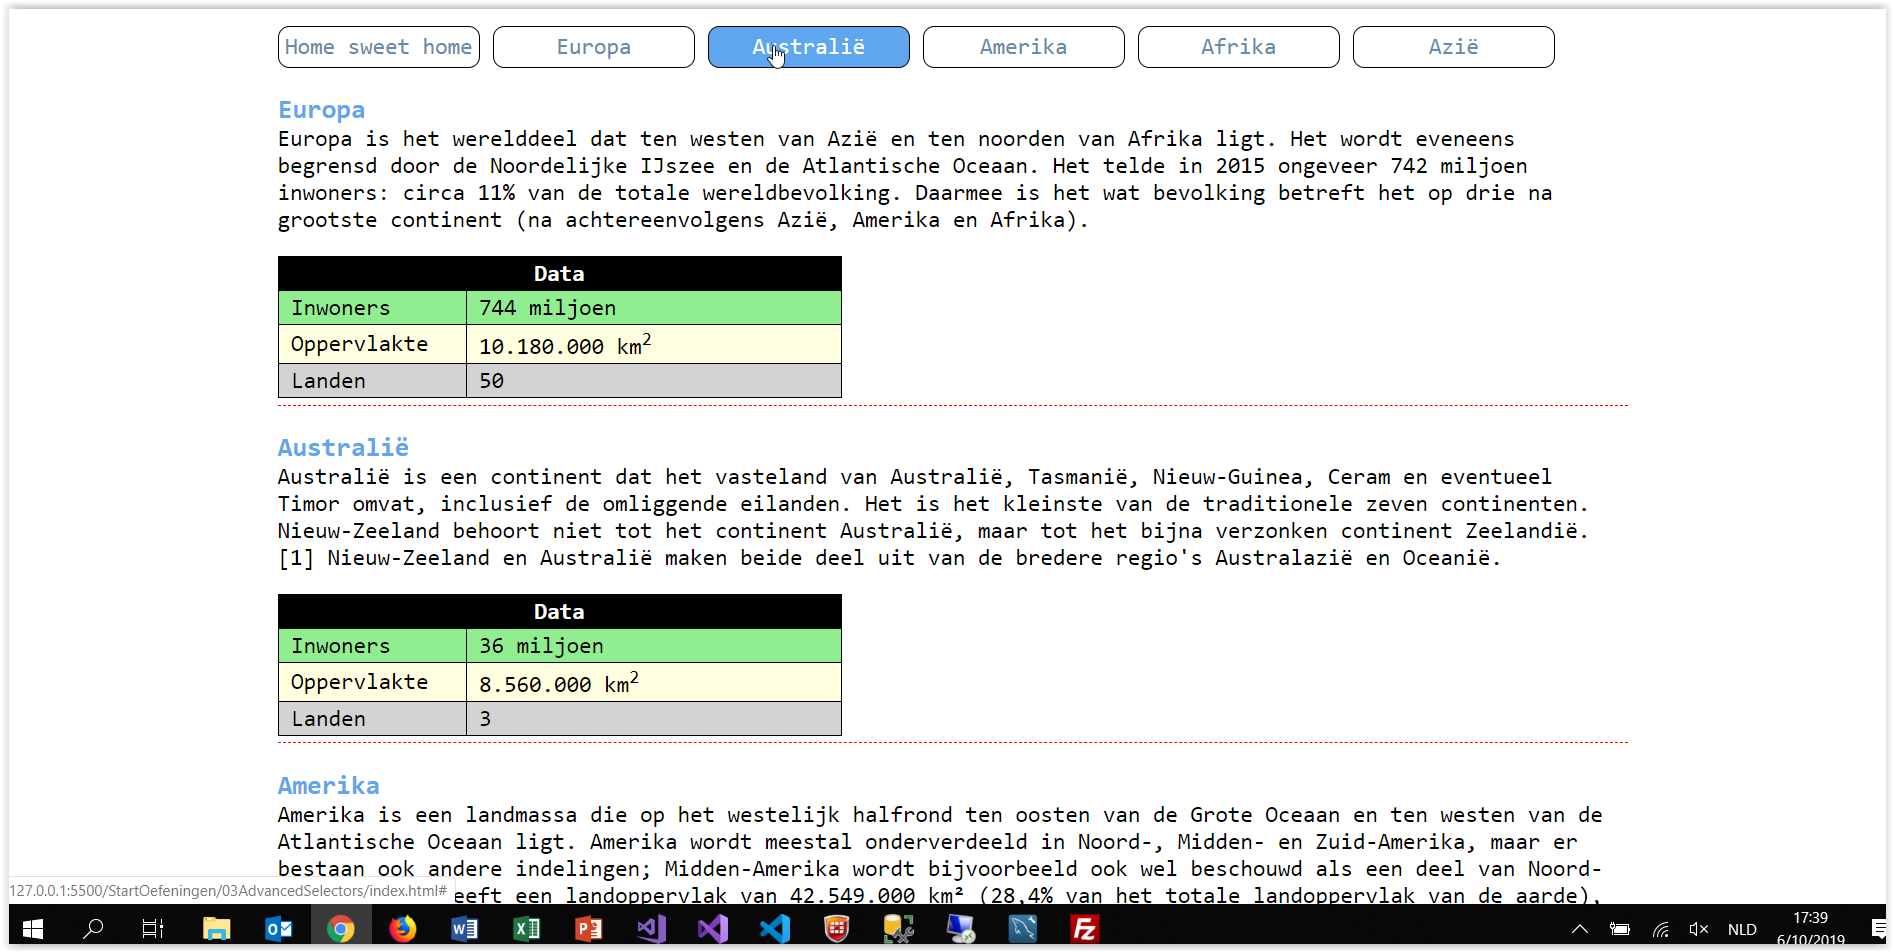 Home sweet home Europa Australië Amerika Afrika Azië
Europa
Europa is het werelddeel dat ten westen van Azië en ten noorden van Afrika ligt. Het wordt eveneens
begrensd door de Noordelijke IJszee en de Atlantische Oceaan. Het telde in 2015 ongeveer 742 miljoen
inwoners: circa 11% van de totale wereldbevolking. Daarmee is het wat bevolking betreft het op drie na
grootste continent (na achtereenvolgens Azië, Amerika en Afrika).
Data
Inwoners 744 miljoen
Oppervlakte 10.180.000 km²
Landen 50
Australië
Australië is een continent dat het vasteland van Australië, Tasmanië, Nieuw-Guinea, Ceram en eventueel
Timor omvat, inclusief de omliggende eilanden. Het is het kleinste van de traditionele zeven continenten.
Nieuw-Zeeland behoort niet tot het continent Australië, maar tot het bijna verzonken continent Zeelandië.
[1] Nieuw-Zeeland en Australië maken beide deel uit van de bredere regio's Australazië en Oceanië.
Data
Inwoners 36 miljoen
Oppervlakte 8.560.000 km²
Landen 3
Amerika
Amerika is een landmassa die op het westelijk halfrond ten oosten van de Grote Oceaan en ten westen van de
Atlantische Oceaan ligt. Amerika wordt meestal onderverdeeld in Noord-, Midden- en Zuid-Amerika, maar er
bestaan ook andere indelingen; Midden-Amerika wordt bijvoorbeeld ook wel beschouwd als een deel van Noord-
eeft een landoppervlak van 42.549.000 km² (28,4% van het totale landoppervlak van de aarde),
127.0.0.1:5500/StartOefeningen/03AdvancedSelectors/index.html#
NLD
17:39
6/10/2019